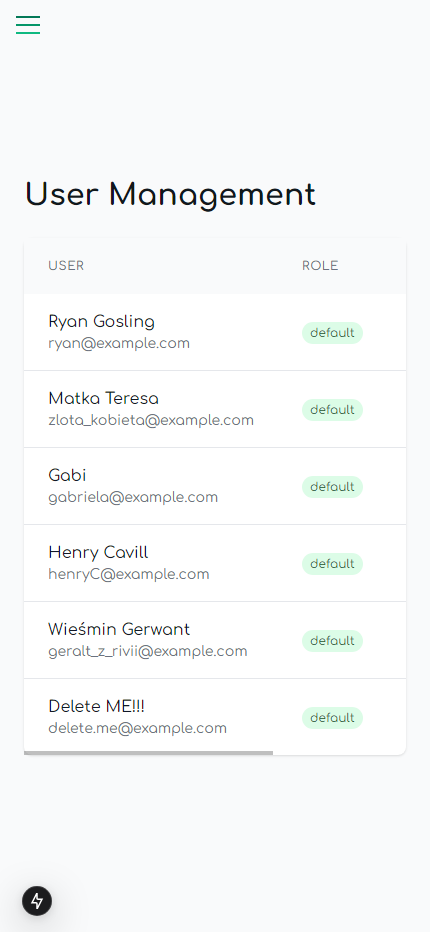 User Management
USER ROLE
Ryan Gosling
ryan@example.com
default
Matka Teresa
zlota_kobieta@example.com
default
Gabi
gabriela@example.com
default
Henry Cavill
henryC@example.com
default
Wieśmin Gerwant
geralt_z_rivii@example.com
default
Delete ME!!!
delete.me@example.com
default